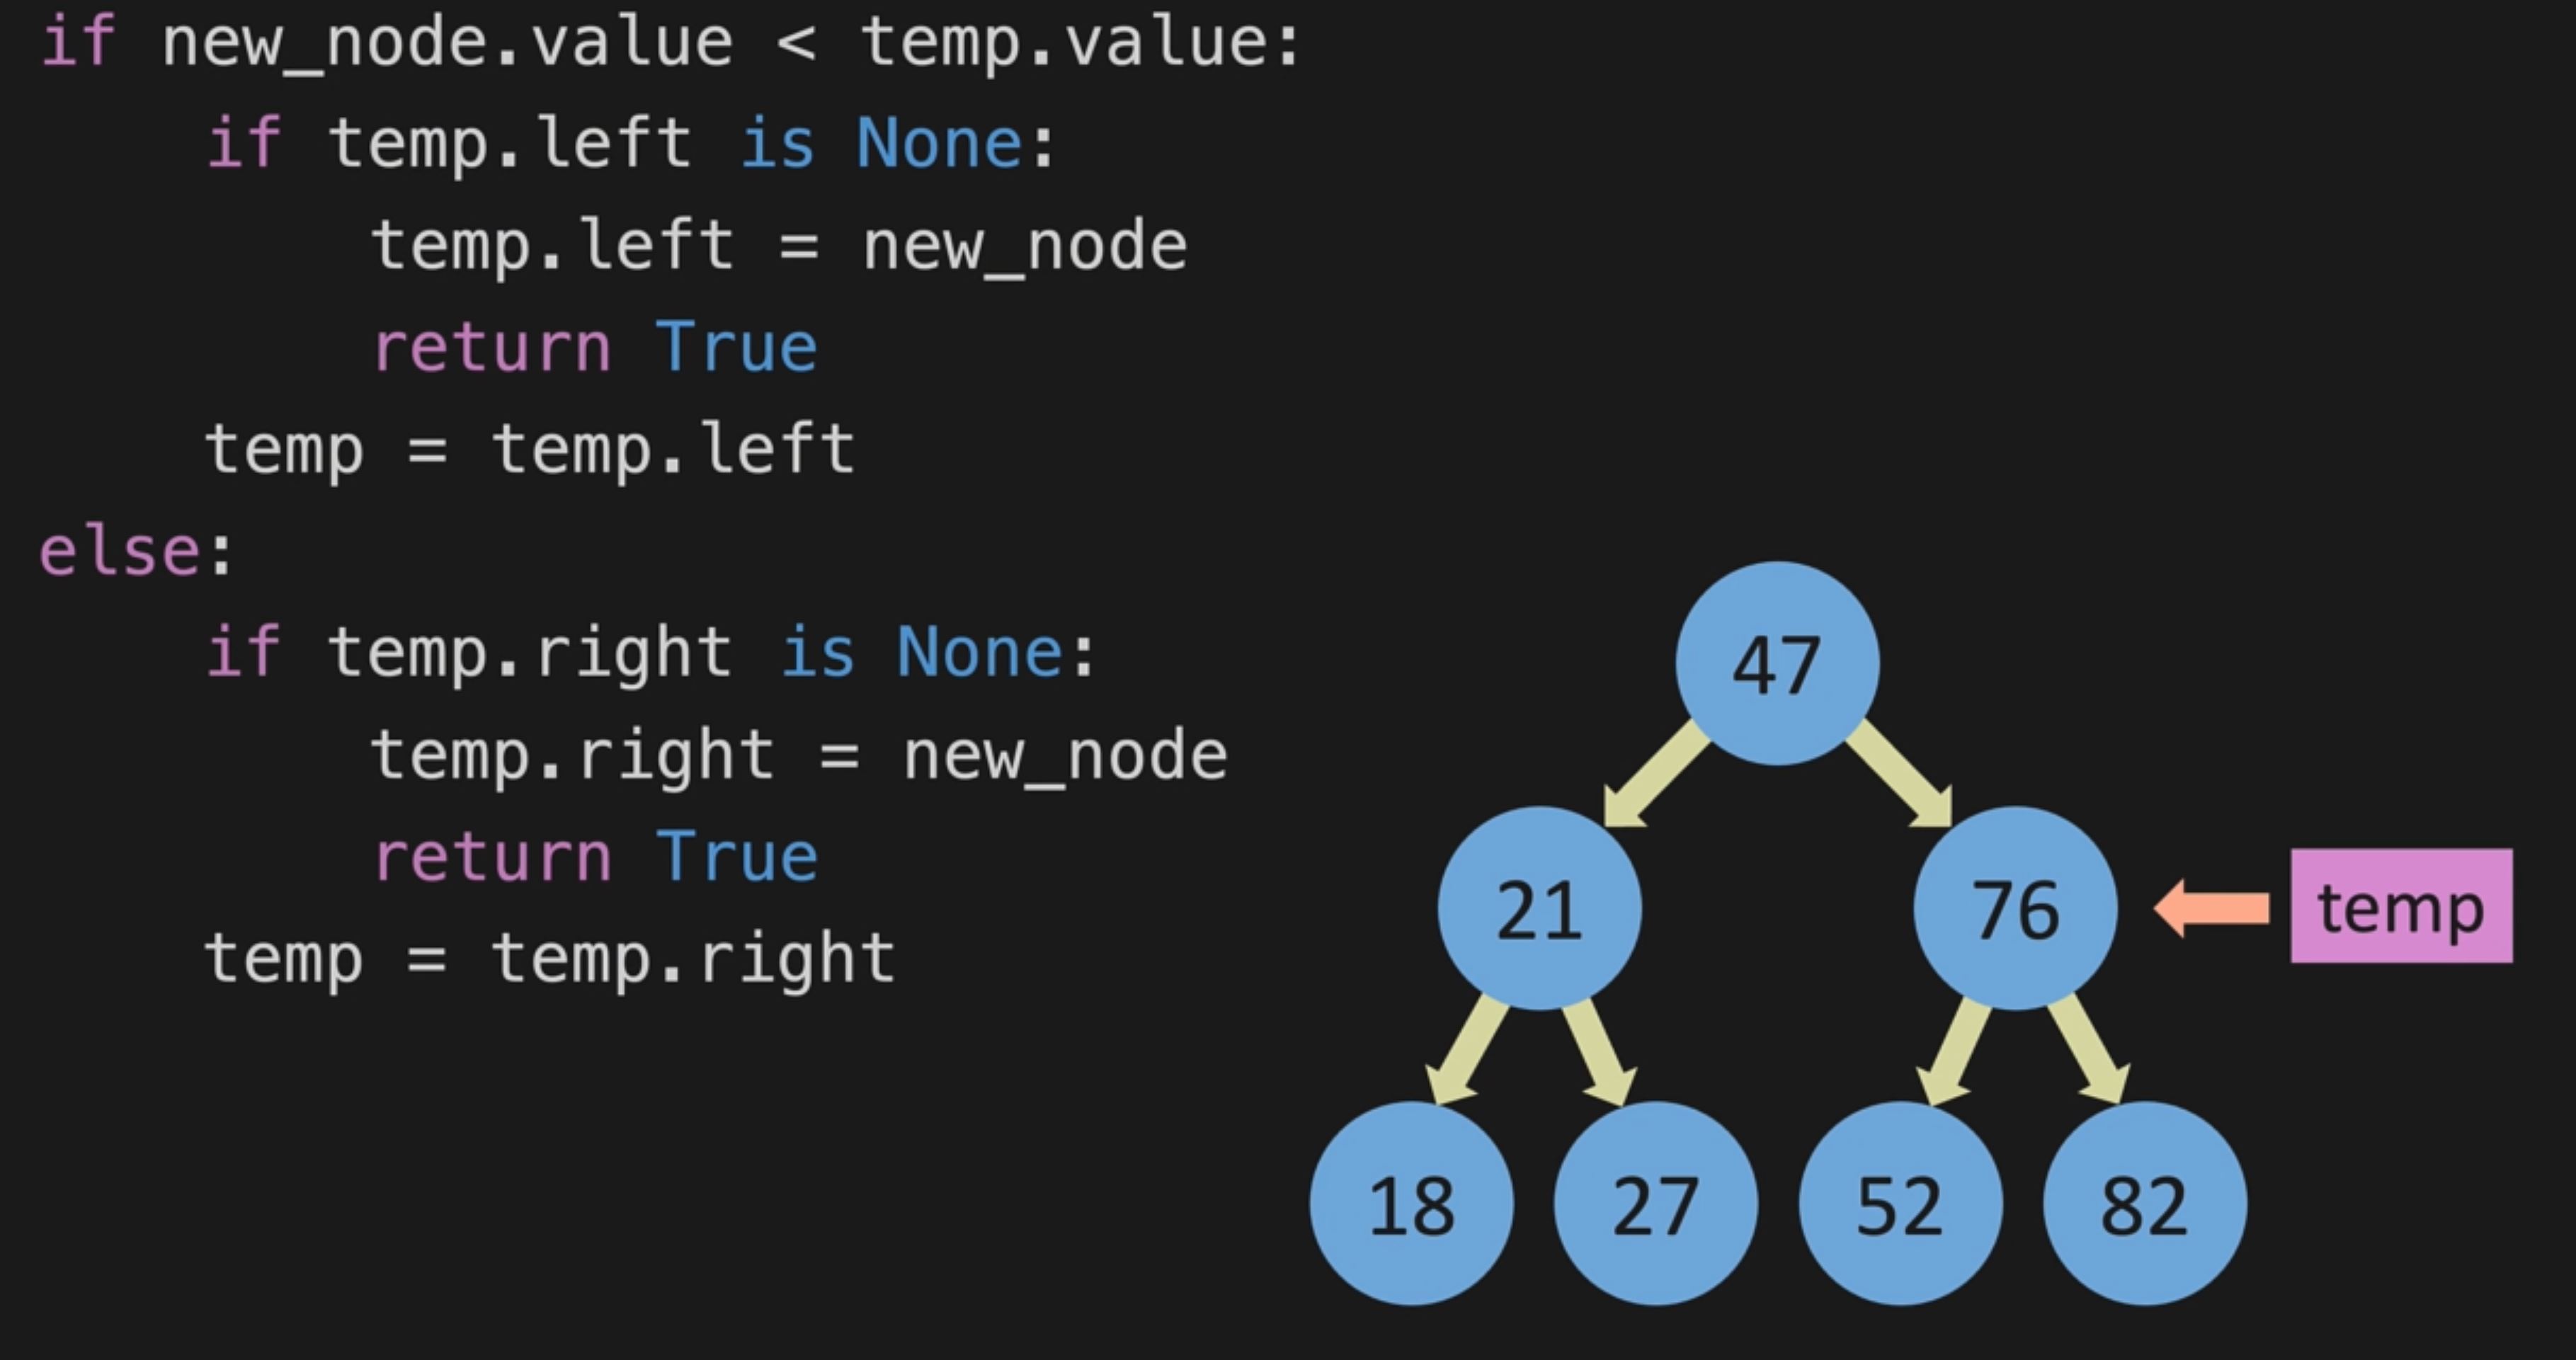 if new_node.value < temp.value:
    if temp.left is None:
        temp.left = new_node
        return True
    temp = temp.left
else:
    if temp.right is None:
        temp.right = new_node
        return True
    temp = temp.right
47
21
76
temp
18
27
52
82